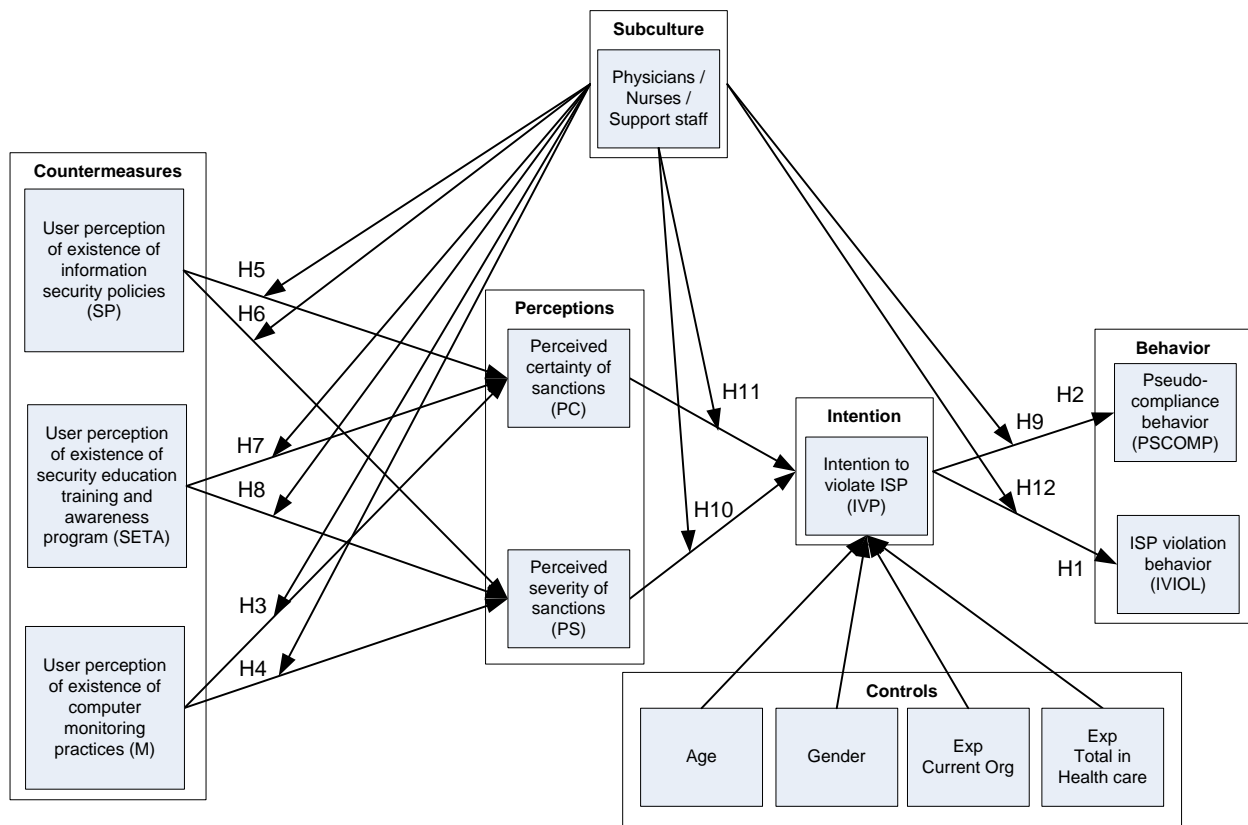 Subculture
Physicians /
Nurses /
Support staff
Countermeasures
User perception
of existence of
information
security policies
(SP)
User perception
of existence of
security education
training and
awareness
program (SETA)
User perception
of existence of
computer
monitoring
practices (M)
H5
H6
H7
H8
H3
H4
Perceptions
Perceived
certainty of
sanctions
(PC)
Perceived
severity of
sanctions
(PS)
H11
H10
Intention
Intention to
violate ISP
(IVP)
H2
H9
H12
H1
Behavior
Pseudo-
compliance
behavior
(PSCOMP)
ISP violation
behavior
(IVIOL)
Controls
Age
Gender
Exp
Current Org
Exp
Total in
Health care